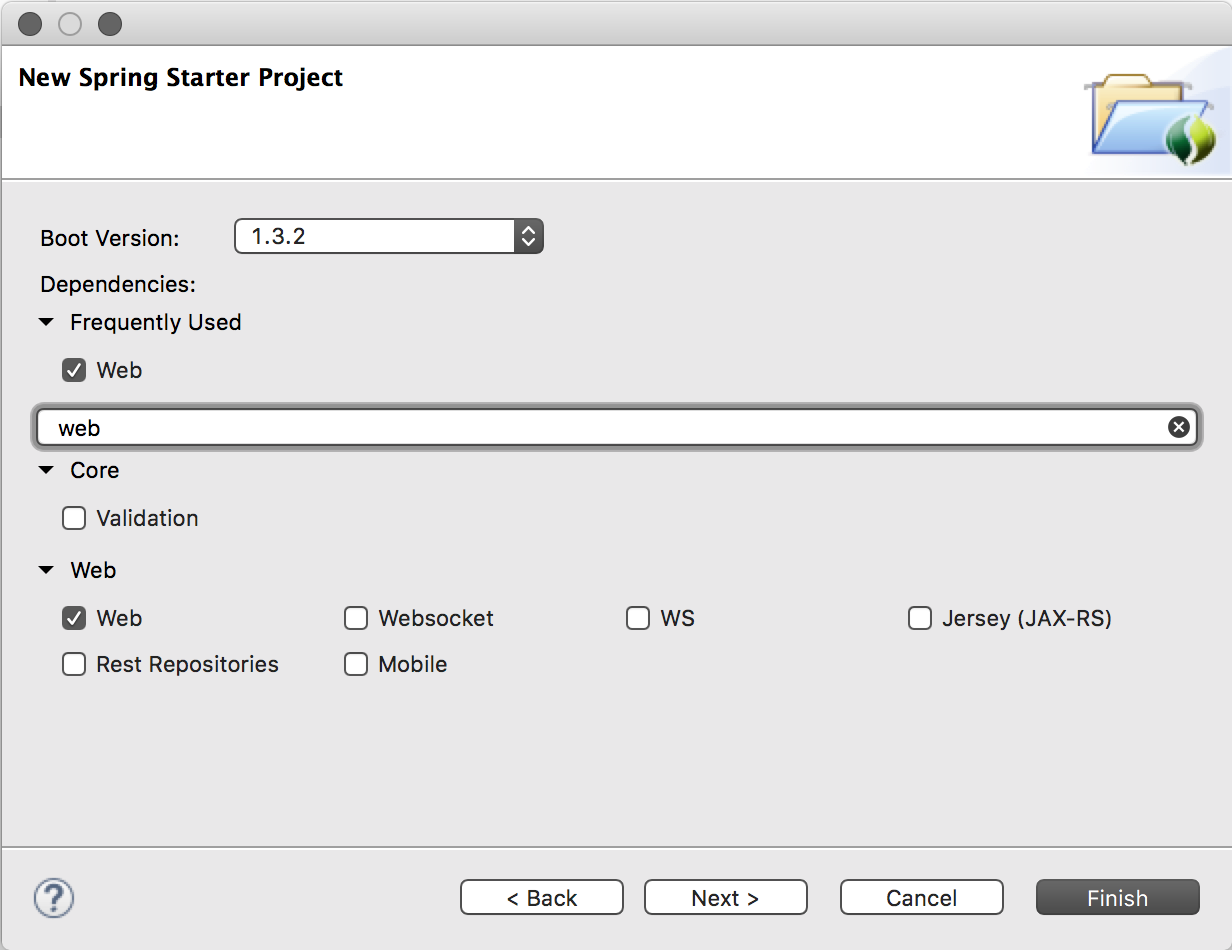 New Spring Starter Project
Boot Version: 1.3.2
Dependencies:
Frequently Used
Web
web
Core
Validation
Web
Web Websocket WS Jersey (JAX-RS)
Rest Repositories Mobile
? < Back Next > Cancel Finish